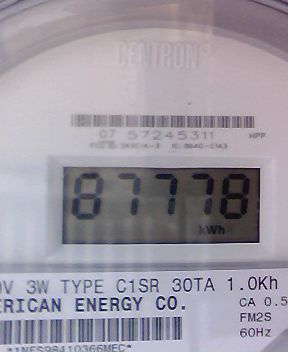 CENTRON®
07 57245311 HPP
87778
kWh
0V 3W TYPE C1SR 30TA 1.0Kh
ERICAN ENERGY CO.
CA 0.5
FM2S
60Hz